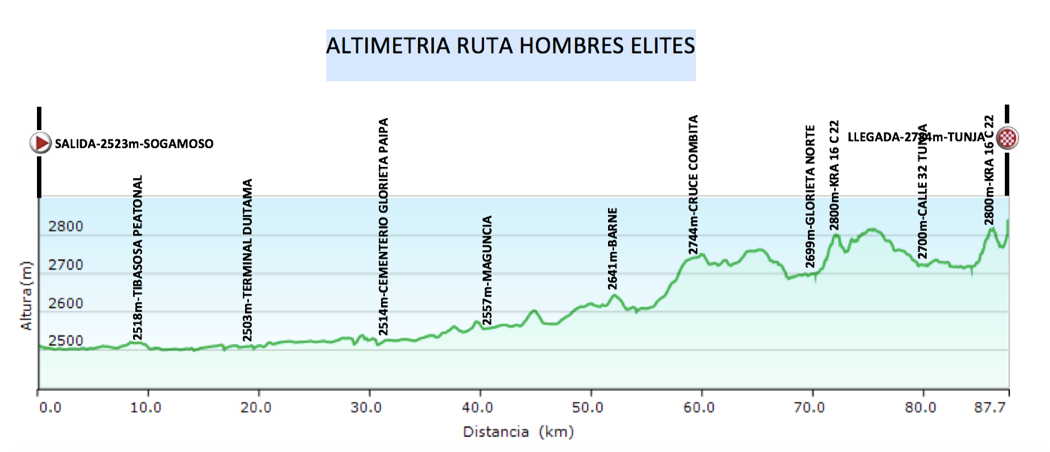 ALTIMETRIA RUTA HOMBRES ELITES
SALIDA-2523m-SOGAMOSO
2518m-TIBASOSA PEATONAL
2503m-TERMINAL DUITAMA
2514m-CEMENTERIO GLORIETA PAIPA
2557m-MAGUNCIA
2641m-BARNE
2744m-CRUCE COMBITA
2699m-GLORIETA NORTE
2800m-KRA 16 C 22
2700m-CALLE 32 TUNJA
2800m-KRA 16 C 22
Altura (m)
2800
2700
2600
2500
0.0 10.0 20.0 30.0 40.0 50.0 60.0 70.0 80.0 87.7
Distancia (km)